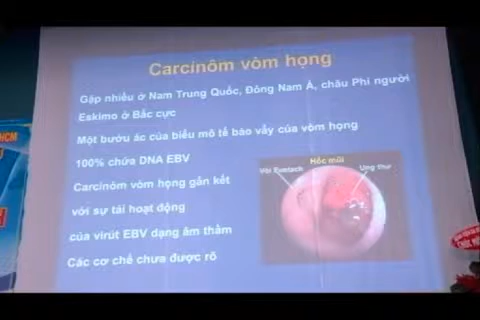 Carcinôm vòm họng
Gặp nhiều ở Nam Trung Quốc, Đông Nam Á, châu Phi người
Eskimo ở Bắc cực
Một bướu ác của biểu mô tế bào vẩy của vòm họng
100% chứa DNA EBV
Carcinôm vòm họng gắn kết
với sự tái hoạt động
của virút EBV dạng âm thầm
Các cơ chế chưa được rõ
Hốc mũi
Vòi Eustach
Ung thư
HCM